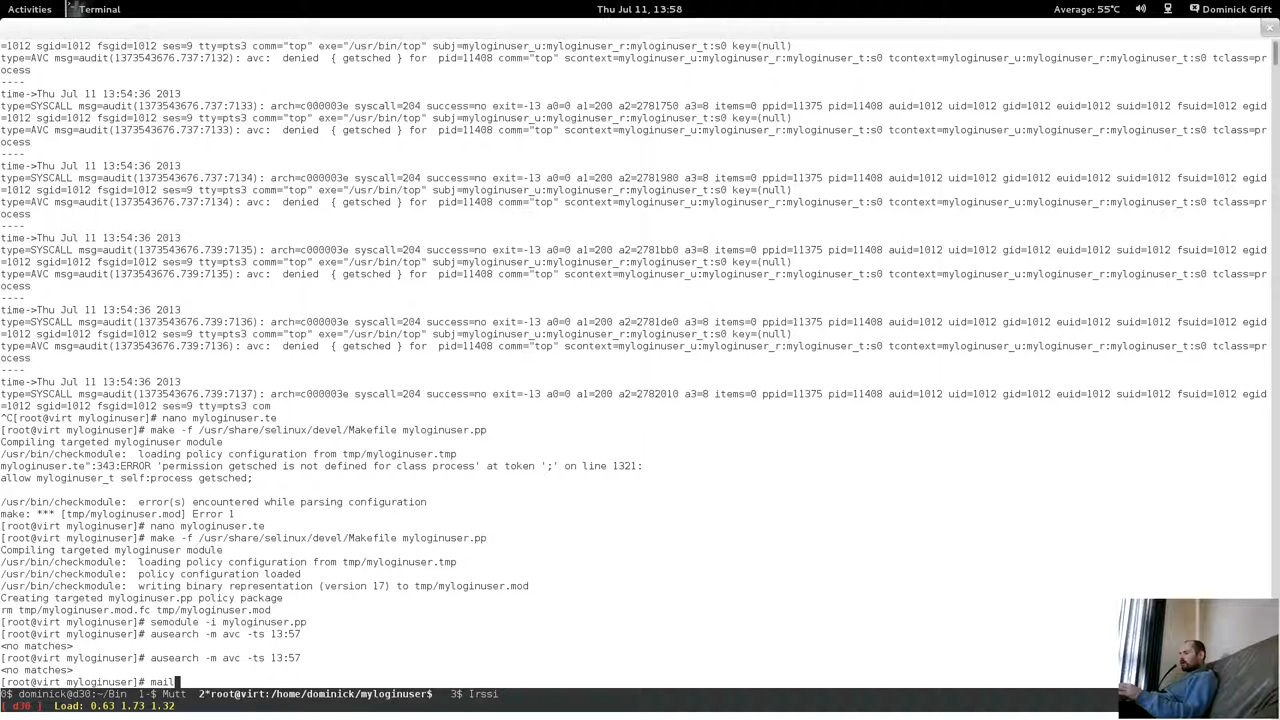 Activities Terminal Thu Jul 11, 13:58 Average: 55°C Dominick Grift
=1012 sgid=1012 fsgid=1012 ses=9 tty=pts3 comm="top" exe="/usr/bin/top" subj=myloginuser_u:myloginuser_r:myloginuser_t:s0 key=(null)
type=AVC msg=audit(1373543676.737:7132): avc:  denied  { getsched } for  pid=11408 comm="top" scontext=myloginuser_u:myloginuser_r:myloginuser_t:s0 tcontext=myloginuser_u:myloginuser_r:myloginuser_t:s0 tclass=pr
ocess
----
time->Thu Jul 11 13:54:36 2013
type=SYSCALL msg=audit(1373543676.737:7133): arch=c000003e syscall=204 success=no exit=-13 a0=0 a1=200 a2=2781750 a3=8 items=0 ppid=11375 pid=11408 auid=1012 uid=1012 gid=1012 euid=1012 suid=1012 fsuid=1012 egid
=1012 sgid=1012 fsgid=1012 ses=9 tty=pts3 comm="top" exe="/usr/bin/top" subj=myloginuser_u:myloginuser_r:myloginuser_t:s0 key=(null)
type=AVC msg=audit(1373543676.737:7133): avc:  denied  { getsched } for  pid=11408 comm="top" scontext=myloginuser_u:myloginuser_r:myloginuser_t:s0 tcontext=myloginuser_u:myloginuser_r:myloginuser_t:s0 tclass=pr
ocess
----
time->Thu Jul 11 13:54:36 2013
type=SYSCALL msg=audit(1373543676.737:7134): arch=c000003e syscall=204 success=no exit=-13 a0=0 a1=200 a2=2781980 a3=8 items=0 ppid=11375 pid=11408 auid=1012 uid=1012 gid=1012 euid=1012 suid=1012 fsuid=1012 egid
=1012 sgid=1012 fsgid=1012 ses=9 tty=pts3 comm="top" exe="/usr/bin/top" subj=myloginuser_u:myloginuser_r:myloginuser_t:s0 key=(null)
type=AVC msg=audit(1373543676.737:7134): avc:  denied  { getsched } for  pid=11408 comm="top" scontext=myloginuser_u:myloginuser_r:myloginuser_t:s0 tcontext=myloginuser_u:myloginuser_r:myloginuser_t:s0 tclass=pr
ocess
----
time->Thu Jul 11 13:54:36 2013
type=SYSCALL msg=audit(1373543676.739:7135): arch=c000003e syscall=204 success=no exit=-13 a0=0 a1=200 a2=2781bb0 a3=8 items=0 ppid=11375 pid=11408 auid=1012 uid=1012 gid=1012 euid=1012 suid=1012 fsuid=1012 egid
=1012 sgid=1012 fsgid=1012 ses=9 tty=pts3 comm="top" exe="/usr/bin/top" subj=myloginuser_u:myloginuser_r:myloginuser_t:s0 key=(null)
type=AVC msg=audit(1373543676.739:7135): avc:  denied  { getsched } for  pid=11408 comm="top" scontext=myloginuser_u:myloginuser_r:myloginuser_t:s0 tcontext=myloginuser_u:myloginuser_r:myloginuser_t:s0 tclass=pr
ocess
----
time->Thu Jul 11 13:54:36 2013
type=SYSCALL msg=audit(1373543676.739:7136): arch=c000003e syscall=204 success=no exit=-13 a0=0 a1=200 a2=2781de0 a3=8 items=0 ppid=11375 pid=11408 auid=1012 uid=1012 gid=1012 euid=1012 suid=1012 fsuid=1012 egid
=1012 sgid=1012 fsgid=1012 ses=9 tty=pts3 comm="top" exe="/usr/bin/top" subj=myloginuser_u:myloginuser_r:myloginuser_t:s0 key=(null)
type=AVC msg=audit(1373543676.739:7136): avc:  denied  { getsched } for  pid=11408 comm="top" scontext=myloginuser_u:myloginuser_r:myloginuser_t:s0 tcontext=myloginuser_u:myloginuser_r:myloginuser_t:s0 tclass=pr
ocess
----
time->Thu Jul 11 13:54:36 2013
type=SYSCALL msg=audit(1373543676.739:7137): arch=c000003e syscall=204 success=no exit=-13 a0=0 a1=200 a2=2782010 a3=8 items=0 ppid=11375 pid=11408 auid=1012 uid=1012 gid=1012 euid=1012 suid=1012 fsuid=1012 egid
=1012 sgid=1012 fsgid=1012 ses=9 tty=pts3 com
^C[root@virt myloginuser]# nano myloginuser.te
[root@virt myloginuser]# make -f /usr/share/selinux/devel/Makefile myloginuser.pp
Compiling targeted myloginuser module
/usr/bin/checkmodule:  loading policy configuration from tmp/myloginuser.tmp
myloginuser.te":343:ERROR 'permission getsched is not defined for class process' at token ';' on line 1321:
allow myloginuser_t self:process getsched;
/usr/bin/checkmodule:  error(s) encountered while parsing configuration
make: *** [tmp/myloginuser.mod] Error 1
[root@virt myloginuser]# nano myloginuser.te
[root@virt myloginuser]# make -f /usr/share/selinux/devel/Makefile myloginuser.pp
Compiling targeted myloginuser module
/usr/bin/checkmodule:  loading policy configuration from tmp/myloginuser.tmp
/usr/bin/checkmodule:  policy configuration loaded
/usr/bin/checkmodule:  writing binary representation (version 17) to tmp/myloginuser.mod
Creating targeted myloginuser.pp policy package
rm tmp/myloginuser.mod.fc tmp/myloginuser.mod
[root@virt myloginuser]# semodule -i myloginuser.pp
[root@virt myloginuser]# ausearch -m avc -ts 13:57
<no matches>
[root@virt myloginuser]# ausearch -m avc -ts 13:57
<no matches>
[root@virt myloginuser]# mail
0$ dominick@d30:~/Bin  1-$ Mutt  2*root@virt:/home/dominick/myloginuser$  3$ Irssi
[ d30 ]  Load: 0.63 1.73 1.32